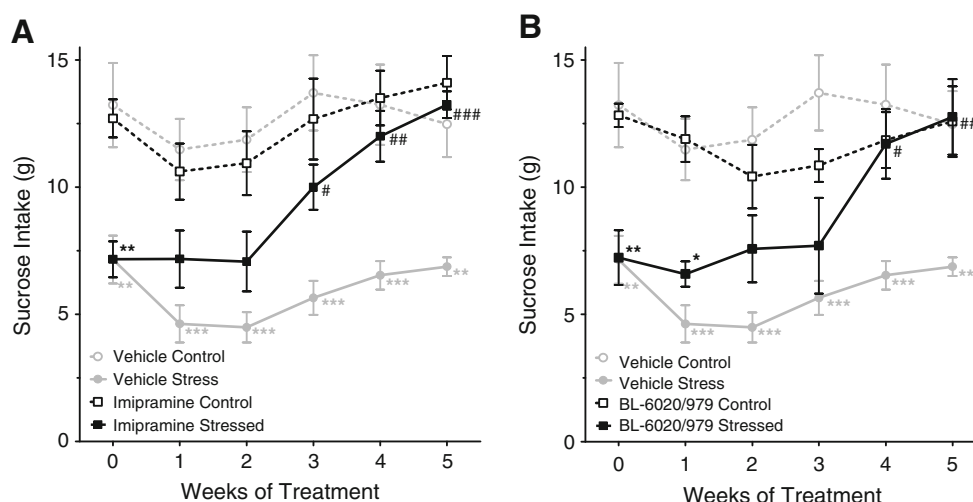 A
15
10
5
0
Sucrose Intake (g)
**
**
***
***
#
***
##
***
###
**
Vehicle Control
Vehicle Stress
Imipramine Control
Imipramine Stressed
0 1 2 3 4 5
Weeks of Treatment
B
15
10
5
0
Sucrose Intake (g)
**
**
*
***
***
***
#
***
##
**
Vehicle Control
Vehicle Stress
BL-6020/979 Control
BL-6020/979 Stressed
0 1 2 3 4 5
Weeks of Treatment